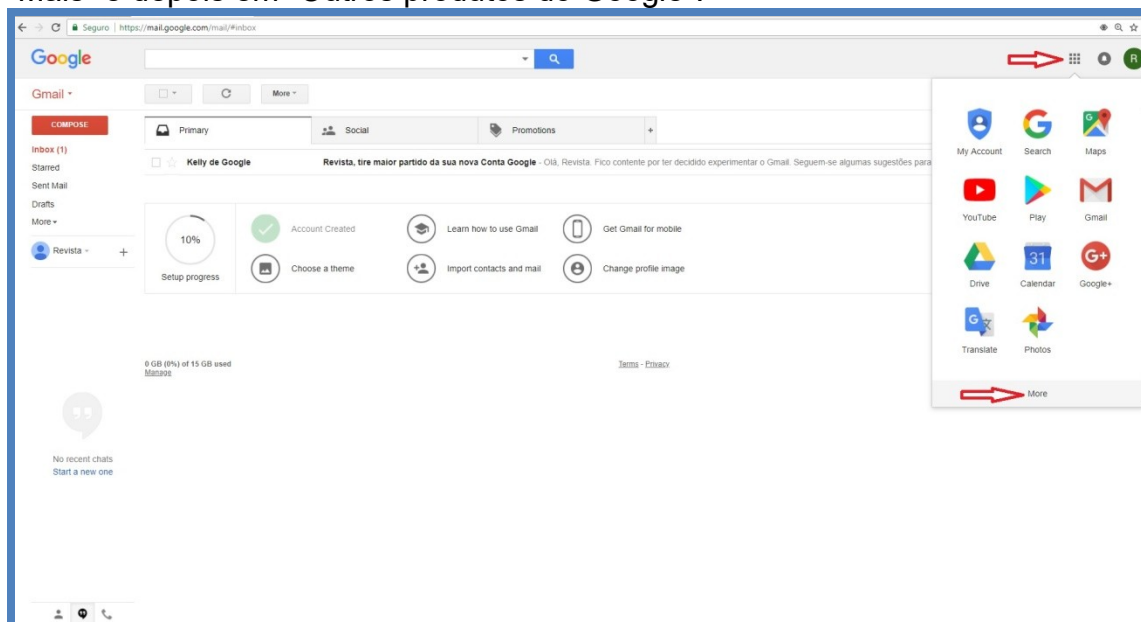 "Mais" e depois em "Outros produtos do Google".
Seguro | https://mail.google.com/mail/#inbox
Google
R
Gmail
More
COMPOSE
Primary
Social
Promotions
+
Inbox (1)
Kelly de Google
Revista, tire maior partido da sua nova Conta Google - Olá, Revista. Fico contente por ter decidido experimentar o Gmail. Seguem-se algumas sugestões para
Starred
Sent Mail
Drafts
More
Revista
+
10%
Setup progress
Account Created
Learn how to use Gmail
Get Gmail for mobile
Choose a theme
Import contacts and mail
Change profile image
0 GB (0%) of 15 GB used
Manage
Terms - Privacy
My Account
Search
Maps
YouTube
Play
Gmail
31
G+
Drive
Calendar
Google+
Translate
Photos
More
No recent chats
Start a new one